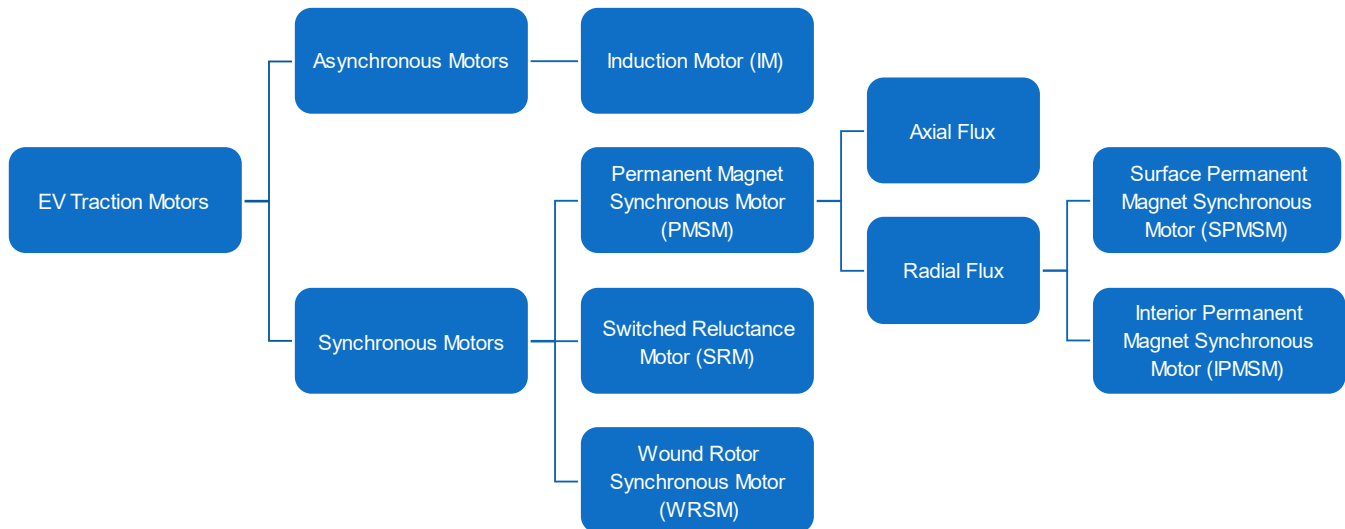 EV Traction Motors
Asynchronous Motors
Induction Motor (IM)
Synchronous Motors
Permanent Magnet
Synchronous Motor
(PMSM)
Axial Flux
Radial Flux
Surface Permanent
Magnet Synchronous
Motor (SPMSM)
Interior Permanent
Magnet Synchronous
Motor (IPMSM)
Switched Reluctance
Motor (SRM)
Wound Rotor
Synchronous Motor
(WRSM)